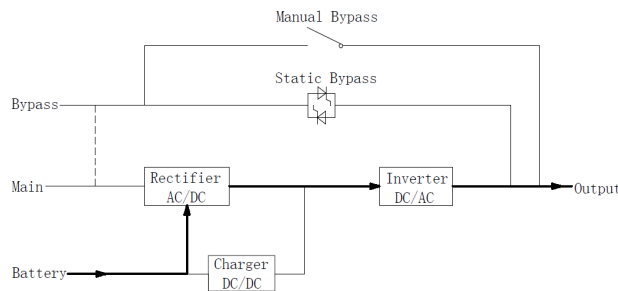 Manual Bypass
Static Bypass
Bypass
Main
Rectifier
AC/DC
Inverter
DC/AC
Output
Battery
Charger
DC/DC